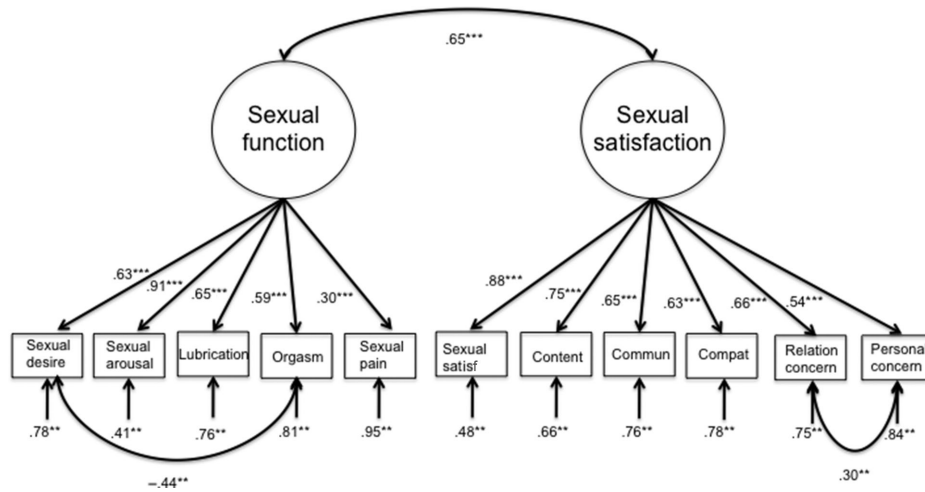 .65***
Sexual
function
Sexual
satisfaction
.63***
.91***
.65***
.59***
.30***
.88***
.75***
.65***
.63***
.66***
.54***
Sexual
desire
Sexual
arousal
Lubrication
Orgasm
Sexual
pain
Sexual
satisf
Content
Commun
Compat
Relation
concern
Persona
concern
.78**
.41**
.76**
.81**
.95**
.48**
.66**
.76**
.78**
.75**
.84**
–.44**
.30**